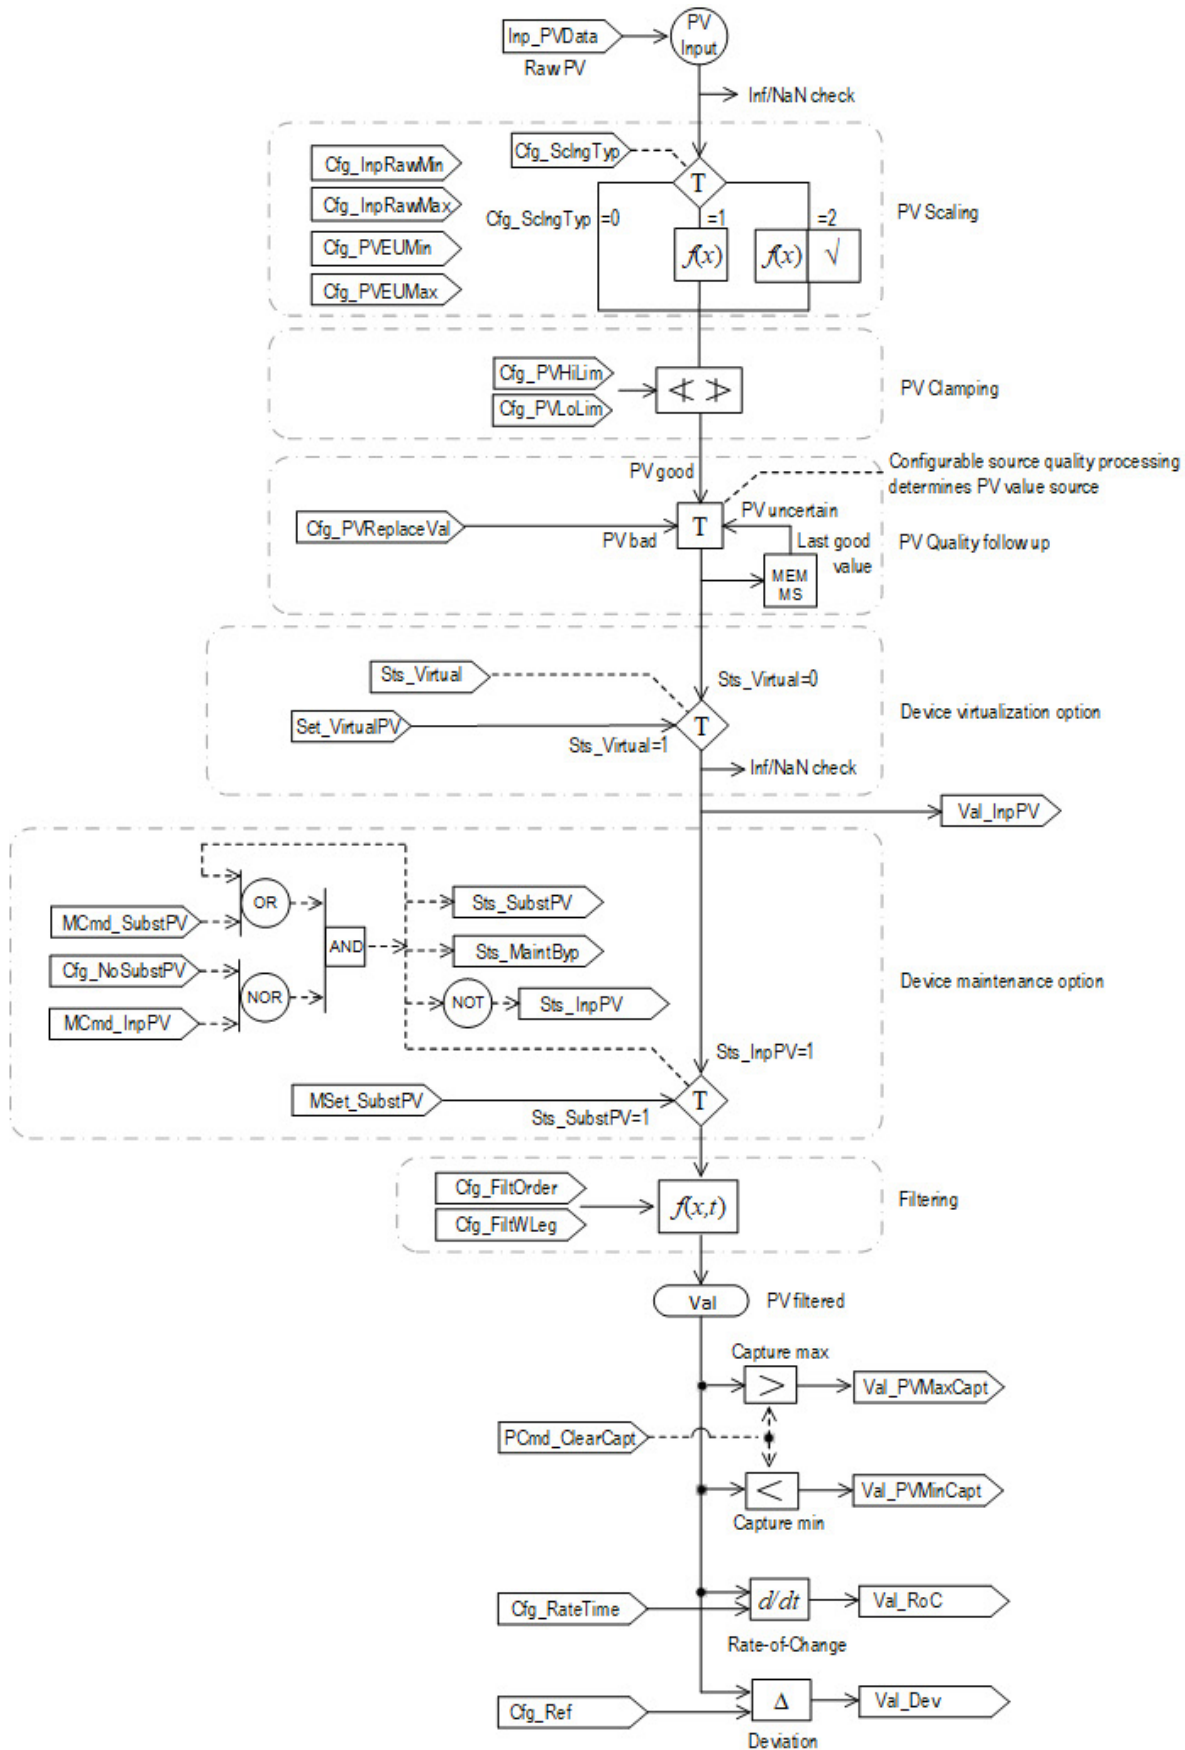 PV
Input
Inp_PVData
Raw PV
Inf/NaN check
Cfg_SclngTyp
Cfg_InpRawMin
T
Cfg_InpRawMax
Cfg_SclngTyp =0
=1
=2
PV Scaling
Cfg_PVEUMin
f(x)
f(x)
√
Cfg_PVEUMax
Cfg_PVHiLim
Cfg_PVLoLim
PV Clamping
PV good
Configurable source quality processing
determines PV value source
Cfg_PVReplaceVal
T
PV uncertain
PV bad
Last good
value
PV Quality follow up
MEM
MS
Sts_Virtual
Sts_Virtual=0
Set_VirtualPV
T
Device virtualization option
Sts_Virtual=1
Inf/NaN check
Val_InpPV
OR
Sts_SubstPV
MCmd_SubstPV
AND
Sts_MaintByp
Cfg_NoSubstPV
NOR
NOT
Sts_InpPV
Device maintenance option
MCmd_InpPV
Sts_InpPV=1
MSet_SubstPV
T
Sts_SubstPV=1
Cfg_FiltOrder
f(x,t)
Filtering
Cfg_FiltWLeg
Val
PV filtered
Capture max
>
Val_PVMaxCapt
PCmd_ClearCapt
<
Val_PVMinCapt
Capture min
Cfg_RateTime
d/dt
Val_RoC
Rate-of-Change
Cfg_Ref
Δ
Val_Dev
Deviation